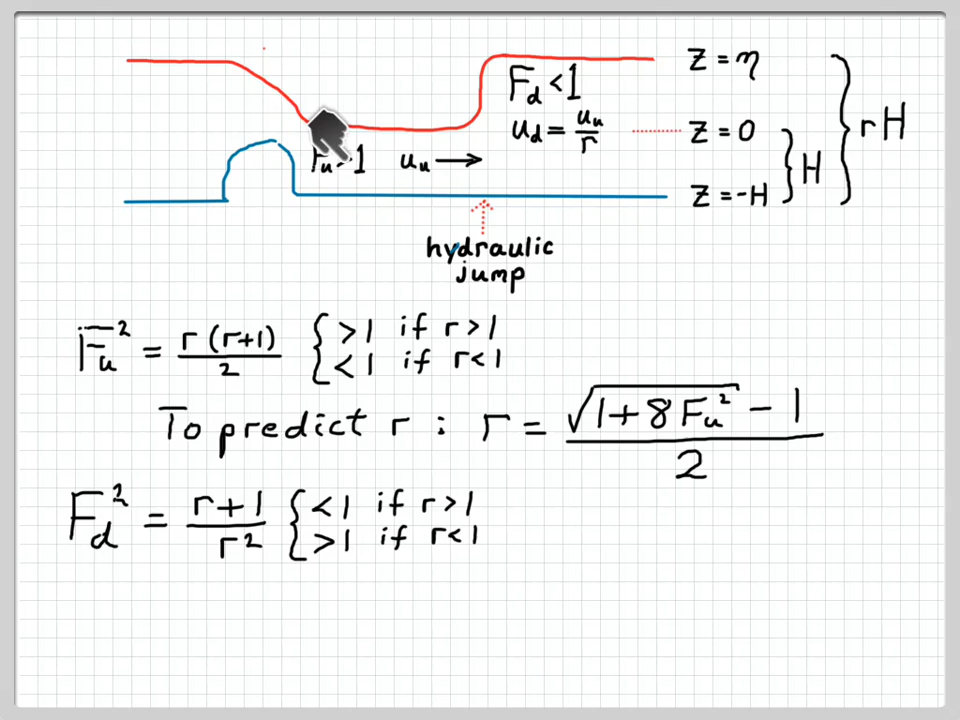 z = η
F_d < 1
u_d = u_u/r
z = 0
rH
u_u →
H
z = -H
hydraulic
jump
F_u² = r(r+1)/2 { >1 if r > 1
<1 if r < 1
To predict r : r = (√(1+8F_u²) - 1)/2
F_d² = (r+1)/r² { <1 if r > 1
>1 if r < 1